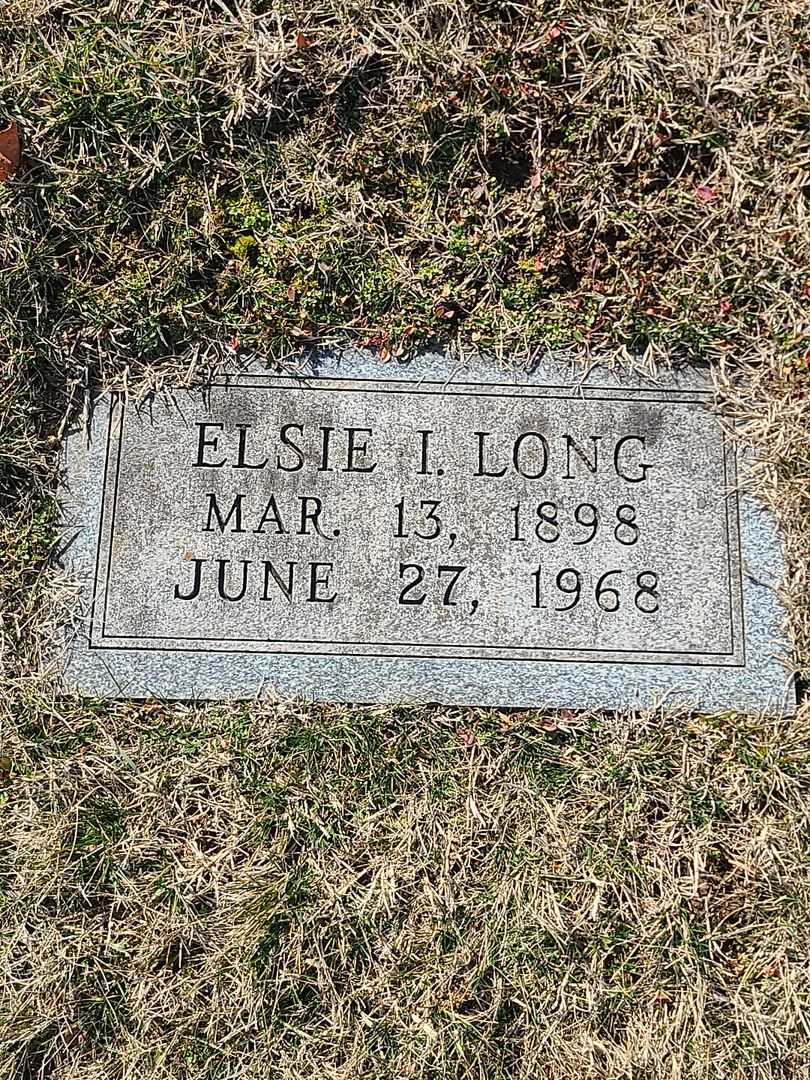 ELSIE I. LONG
MAR. 13, 1898
JUNE 27, 1968